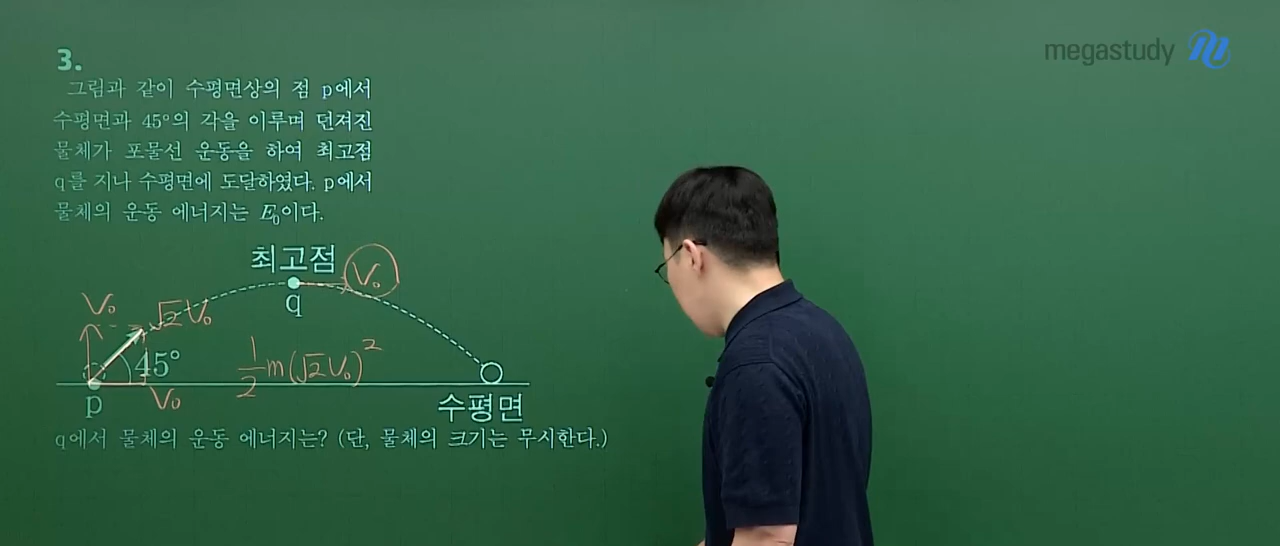 megastudy
3.
그림과 같이 수평면상의 점 p에서
수평면과 45°의 각을 이루며 던져진
물체가 포물선 운동을 하여 최고점
q를 지나 수평면에 도달하였다. p에서
물체의 운동 에너지는 E₀이다.
최고점
V₀
q
V₀
√2 V₀
45°
1/2 m(√2 V₀)²
p
V₀
수평면
q에서 물체의 운동 에너지는? (단, 물체의 크기는 무시한다.)